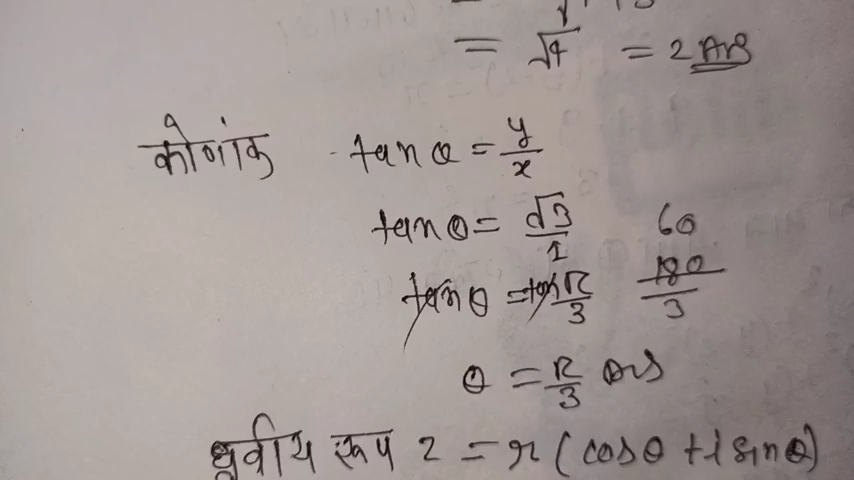 = √4 = 2 Ans
कोणांक tan θ = y/x
tan θ = √3/1 60
tan θ = tan π/3 180/3
θ = π/3 Ans
ध्रुवीय रूप z = r (cos θ + i sin θ)